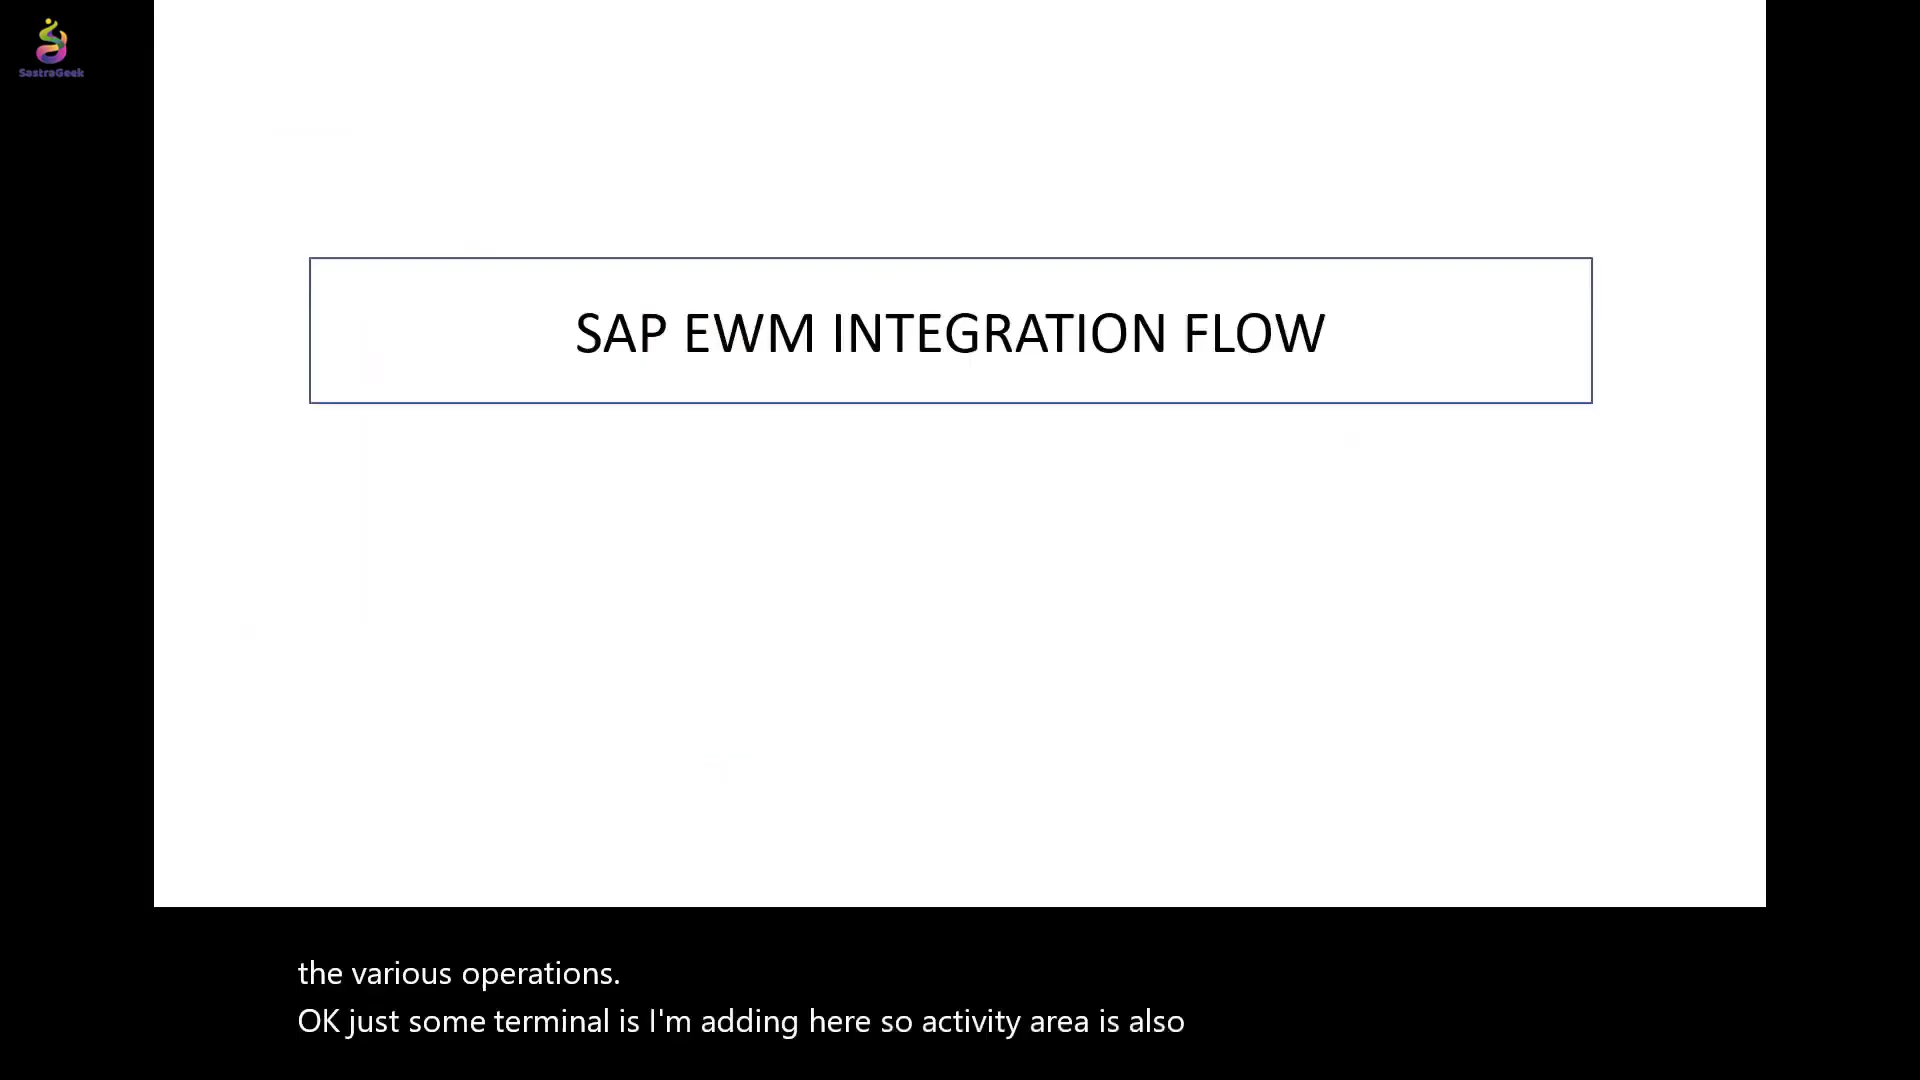 SastraGeek
SAP EWM INTEGRATION FLOW
the various operations.
OK just some terminal is I'm adding here so activity area is also